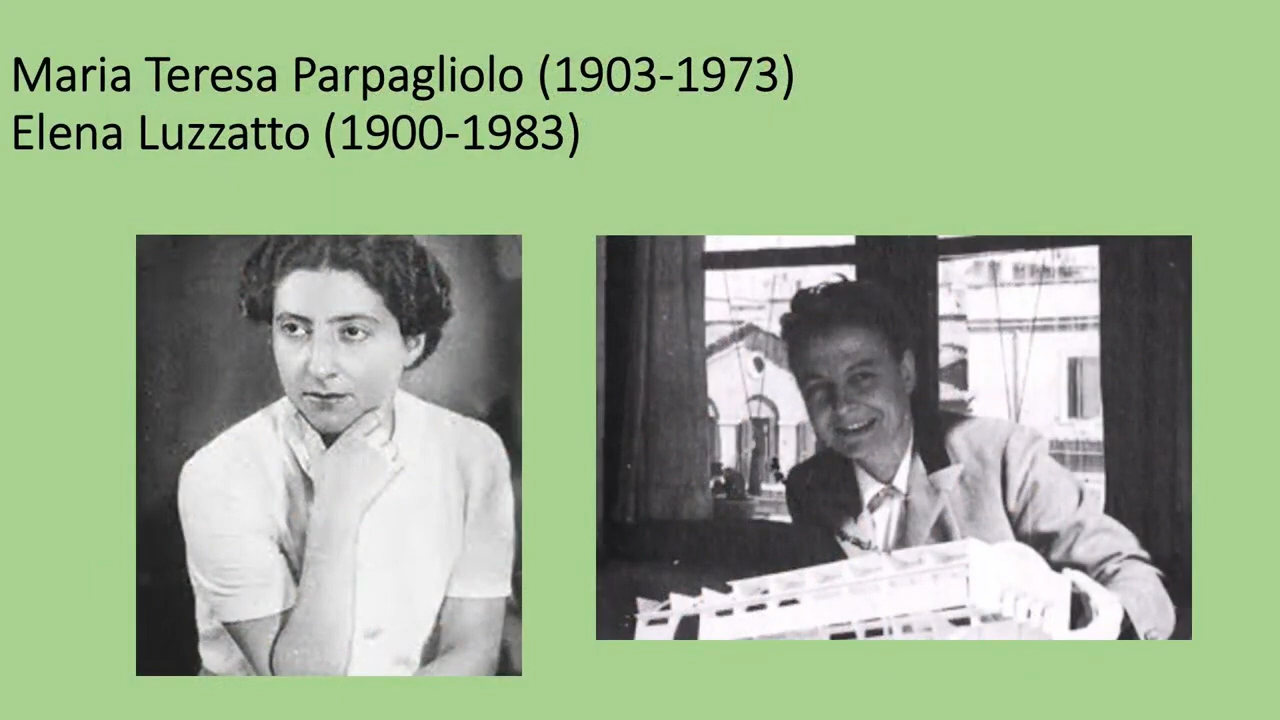 Maria Teresa Parpagliolo (1903-1973)
Elena Luzzatto (1900-1983)